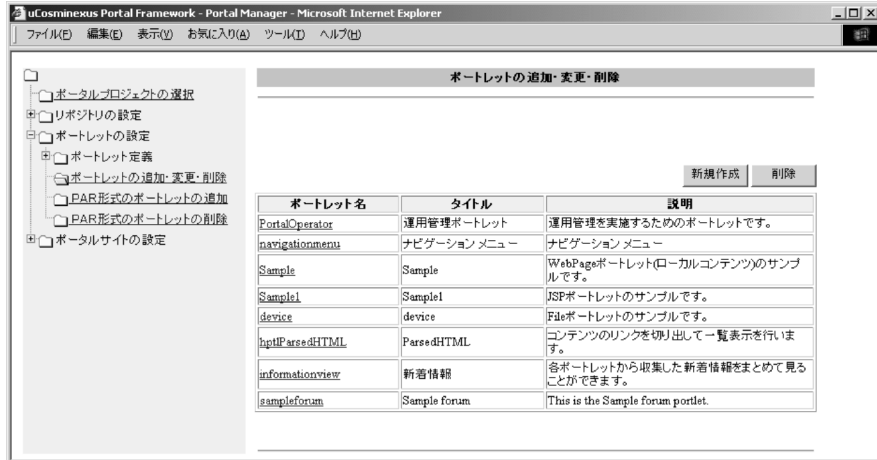 uCosminexus Portal Framework - Portal Manager - Microsoft Internet Explorer
ファイル(F) 編集(E) 表示(V) お気に入り(A) ツール(T) ヘルプ(H)
ポータルプロジェクトの選択
リポジトリの設定
ポートレットの設定
ポートレット定義
ポートレットの追加・変更・削除
PAR形式のポートレットの追加
PAR形式のポートレットの削除
ポータルサイトの設定
ポートレットの追加・変更・削除
新規作成 削除
ポートレット名 タイトル 説明
PortalOperator 運用管理ポートレット 運用管理を実施するためのポートレットです。
navigationmenu ナビゲーション メニュー ナビゲーション メニュー
Sample Sample WebPageポートレット(ローカルコンテンツ)のサンプ
ルです。
Sample1 Sample1 JSPポートレットのサンプルです。
device device Fileポートレットのサンプルです。
hptlParsedHTML ParsedHTML コンテンツのリンクを切り出して一覧表示を行いま
す。
informationview 新着情報 各ポートレットから収集した新着情報をまとめて見る
ことができます。
sampleforum Sample forum This is the Sample forum portlet.